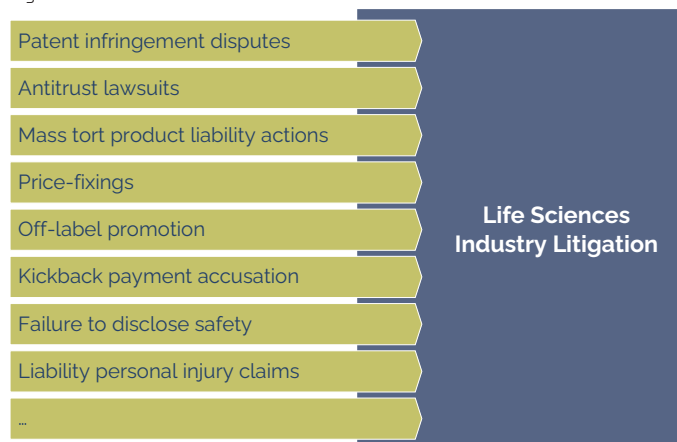 Patent infringement disputes
Antitrust lawsuits
Mass tort product liability actions
Price-fixings
Off-label promotion
Kickback payment accusation
Failure to disclose safety
Liability personal injury claims
…
Life Sciences
Industry Litigation